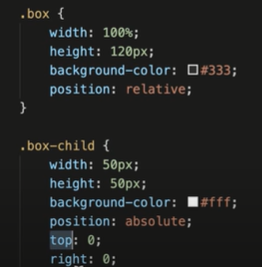 .box {
width: 100%;
height: 120px;
background-color: #333;
position: relative;
}
.box-child {
width: 50px;
height: 50px;
background-color: #fff;
position: absolute;
top: 0;
right: 0;